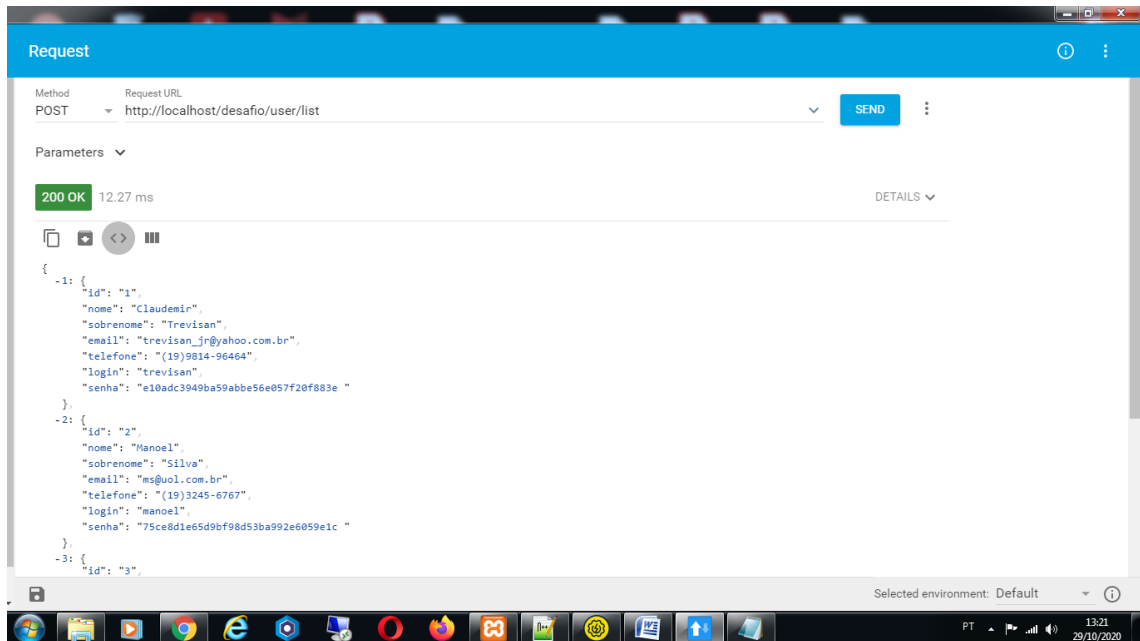 Request
Method
Request URL
POST
http://localhost/desafio/user/list
SEND
Parameters
200 OK 12.27 ms
DETAILS
{
-1: {
"id": "1",
"nome": "Claudemir",
"sobrenome": "Trevisan",
"email": "trevisan_jr@yahoo.com.br",
"telefone": "(19)9814-96464",
"login": "trevisan",
"senha": "e10adc3949ba59abbe56e057f20f883e "
},
-2: {
"id": "2",
"nome": "Manoel",
"sobrenome": "Silva",
"email": "ms@uol.com.br",
"telefone": "(19)3245-6767",
"login": "manoel",
"senha": "75ce8d1e65d9bf98d53ba992e6059e1c "
},
-3: {
"id": "3",
Selected environment: Default
PT
13:21
29/10/2020